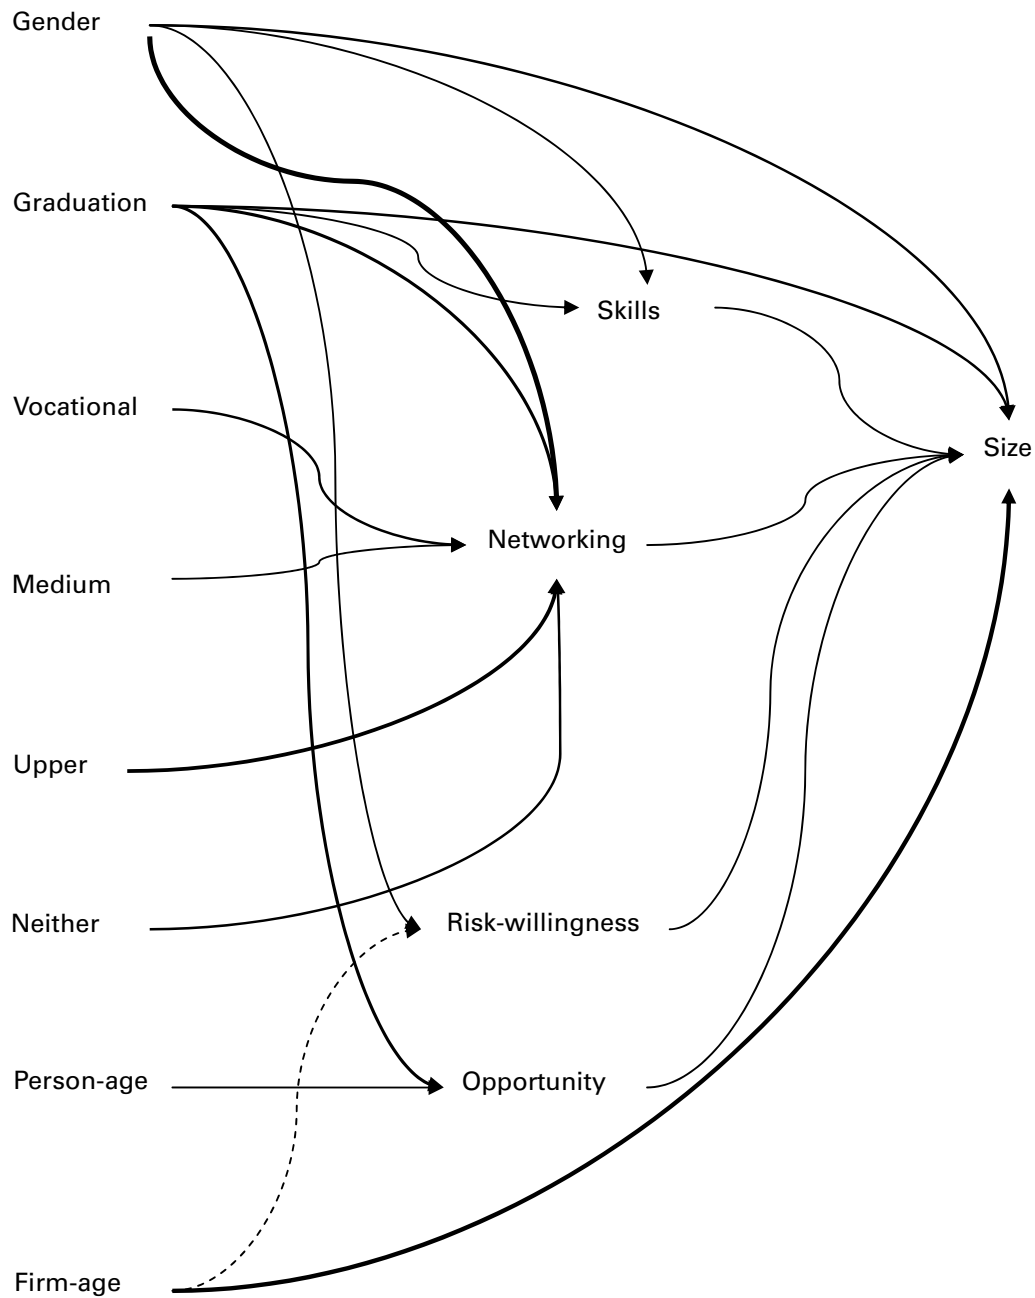 Gender
Graduation
Skills
Vocational
Size
Networking
Medium
Upper
Neither
Risk-willingness
Person-age
Opportunity
Firm-age